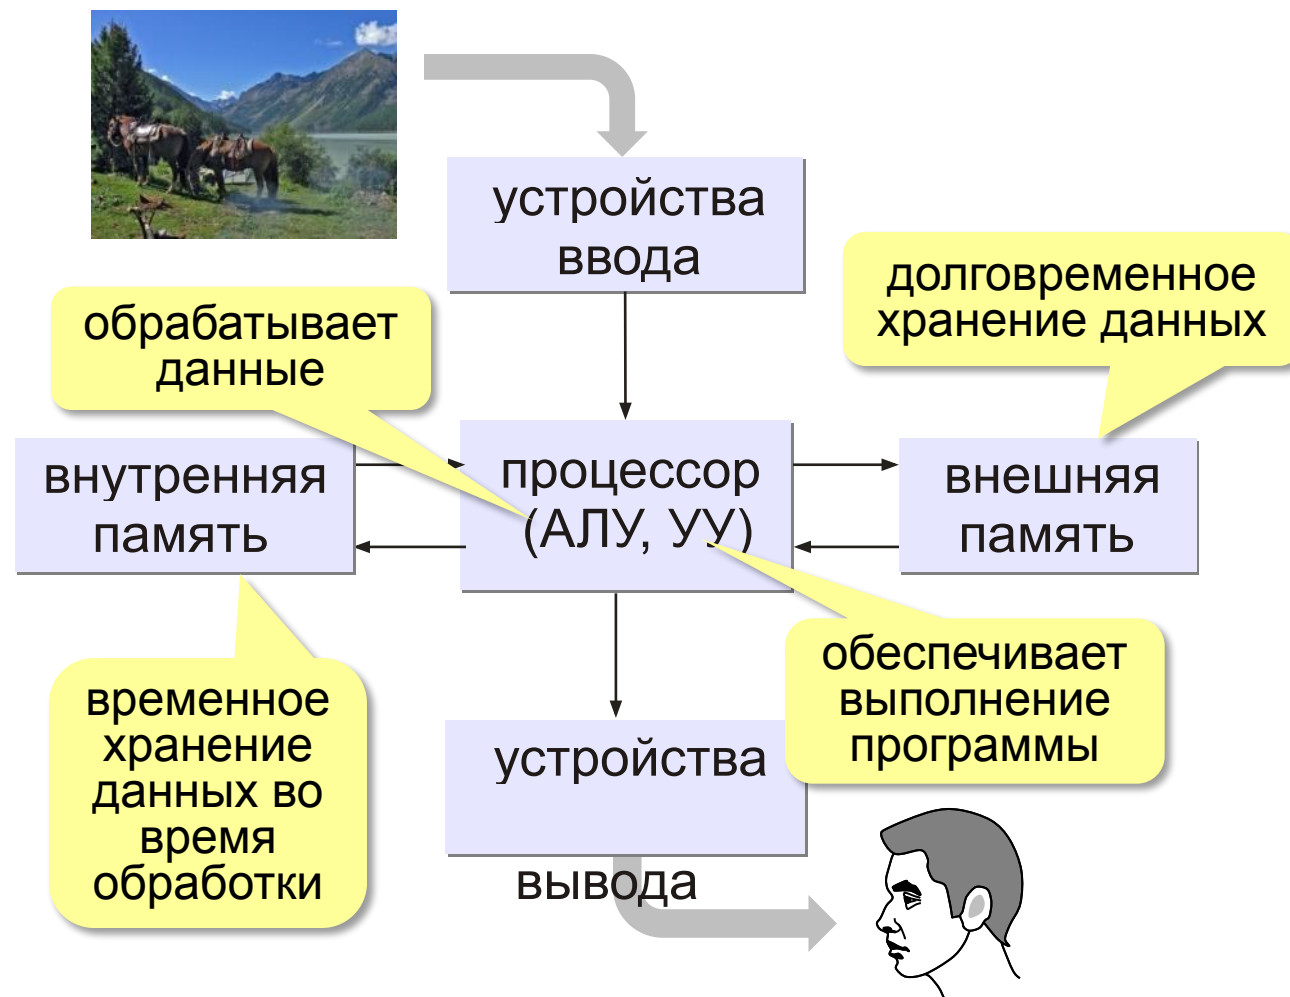 устройства
ввода
долговременное
хранение данных
обрабатывает
данные
внутренняя
память
процессор
(АЛУ, УУ)
внешняя
память
временное
хранение
данных во
время
обработки
обеспечивает
выполнение
программы
устройства
вывода